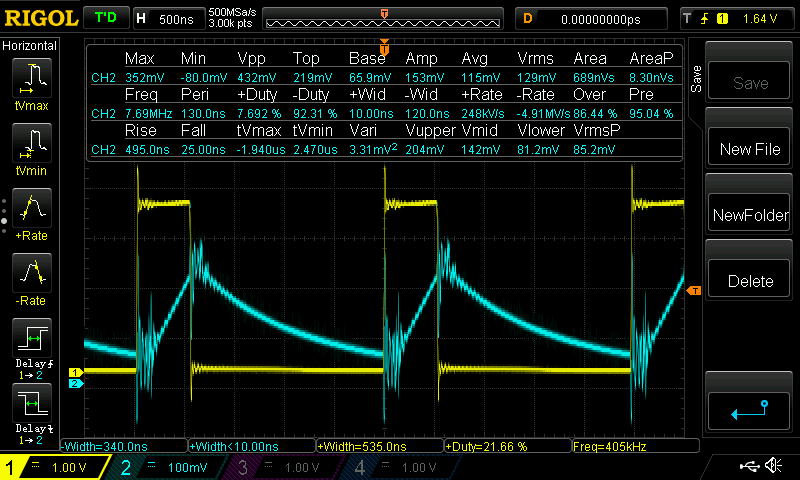 RIGOL T'D H 500ns 500MSa/s D 0.00000000ps T 1 1.64 V
3.00k pts
T
Horizontal
tVmax
tVmin
+Rate
-Rate
Delay
1→2
Delay
1→2
T
Max Min Vpp Top Base Amp Avg Vrms Area AreaP
CH2 352mV -80.0mV 432mV 219mV 65.9mV 153mV 115mV 129mV 689nVs 8.30nVs
Freq Peri +Duty -Duty +Wid -Wid +Rate -Rate Over Pre
CH2 7.69MHz 130.0ns 7.692 % 92.31 % 10.00ns 120.0ns 248kV/s -4.91MV/s 86.44 % 95.04 %
Rise Fall tVmax tVmin Vari Vupper Vmid Vlower VrmsP
CH2 495.0ns 25.00ns -1.940us 2.470us 3.31mV² 204mV 142mV 81.2mV 85.2mV
T
1
2
-Width=340.0ns +Width<10.00ns +Width=535.0ns +Duty=21.66 % Freq=405kHz
1 = 1.00 V 2 = 100mV 3 = 1.00 V 4 = 1.00 V
Save
Save
New File
NewFolder
Delete